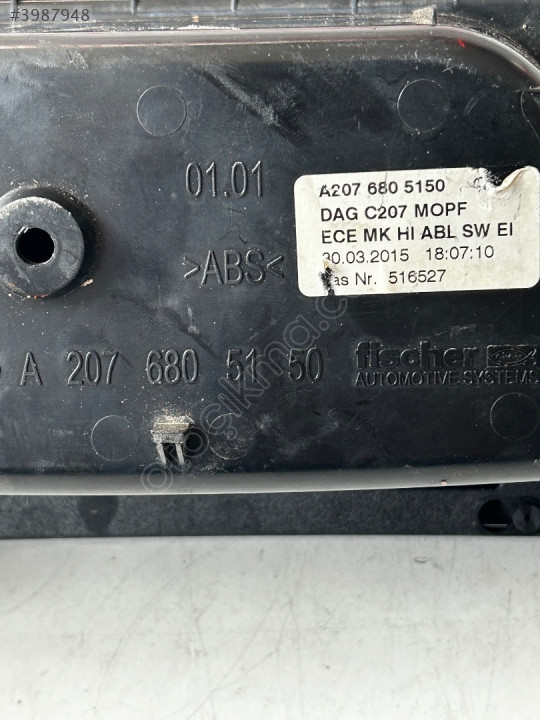 #3987948
01.01
>ABS<
A207 680 5150
DAG C207 MOPF
ECE MK HI ABL SW EI
30.03.2015 18:07:10
as Nr. 516527
A 207 680 51 50
fischer
AUTOMOTIVE SYSTEMS